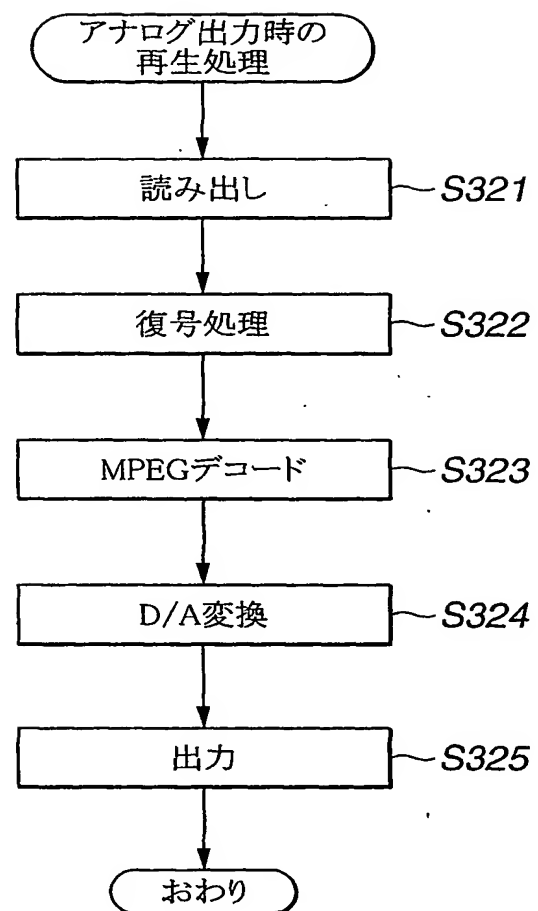 アナログ出力時の
再生処理
読み出し S321
復号処理 S322
MPEGデコード S323
D/A変換 S324
出力 S325
おわり